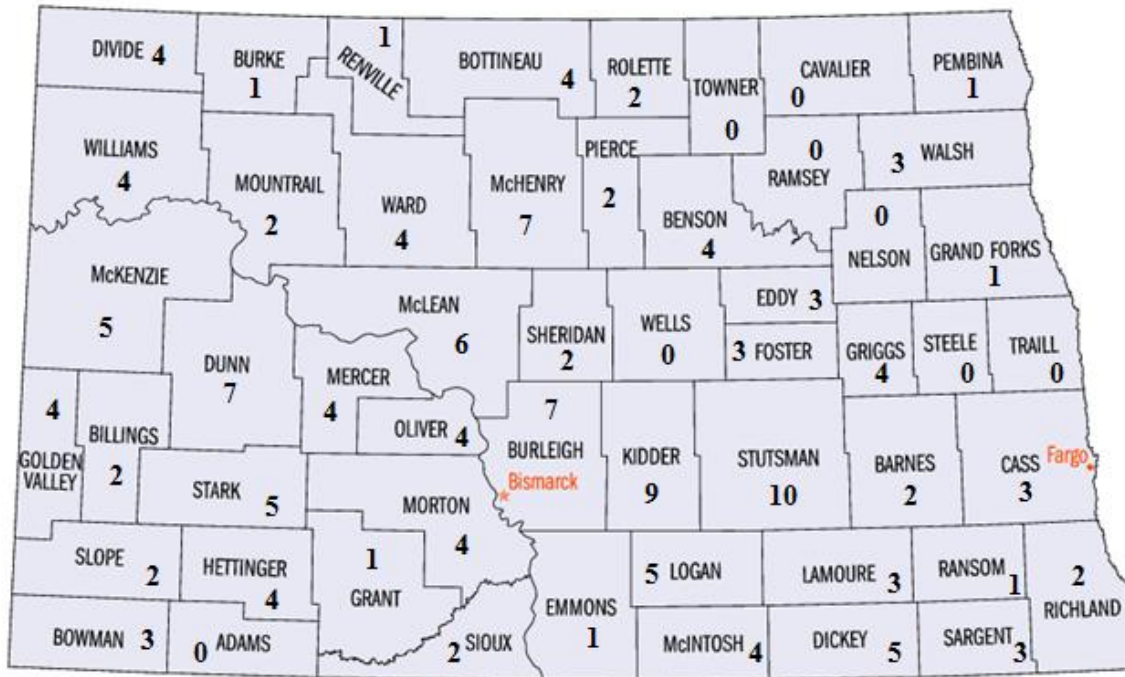 DIVIDE 4
BURKE
1
1
RENVILLE
BOTTINEAU
4
ROLETTE
2
TOWNER
0
CAVALIER
0
PEMBINA
1
WILLIAMS
4
MOUNTRAIL
2
WARD
4
McHENRY
7
PIERCE
2
BENSON
4
0
RAMSEY
3 WALSH
0
NELSON
GRAND FORKS
1
McKENZIE
5
DUNN
7
McLEAN
6
SHERIDAN
2
WELLS
0
EDDY 3
3 FOSTER
GRIGGS
4
STEELE
0
TRAILL
0
MERCER
4
OLIVER 4
4
GOLDEN
VALLEY
BILLINGS
2
STARK
5
7
BURLEIGH
Bismarck
KIDDER
9
STUTSMAN
10
BARNES
2
CASS
3
Fargo
MORTON
4
SLOPE
2
HETTINGER
4
1
GRANT
EMMONS
1
5 LOGAN
LAMOURE 3
RANSOM 1
2
RICHLAND
BOWMAN 3
0 ADAMS
2 SIOUX
McINTOSH 4
DICKEY
5
SARGENT
3